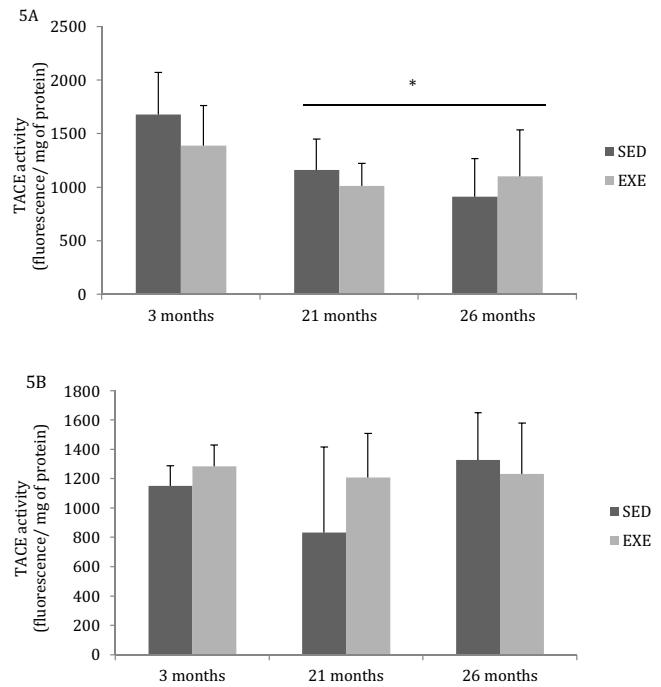 5A
TACE activity
(fluorescence/ mg of protein)
2500
2000
1500
1000
500
0
*
3 months
21 months
26 months
SED
EXE
5B
TACE activity
(fluorescence/ mg of protein)
1800
1600
1400
1200
1000
800
600
400
200
0
3 months
21 months
26 months
SED
EXE